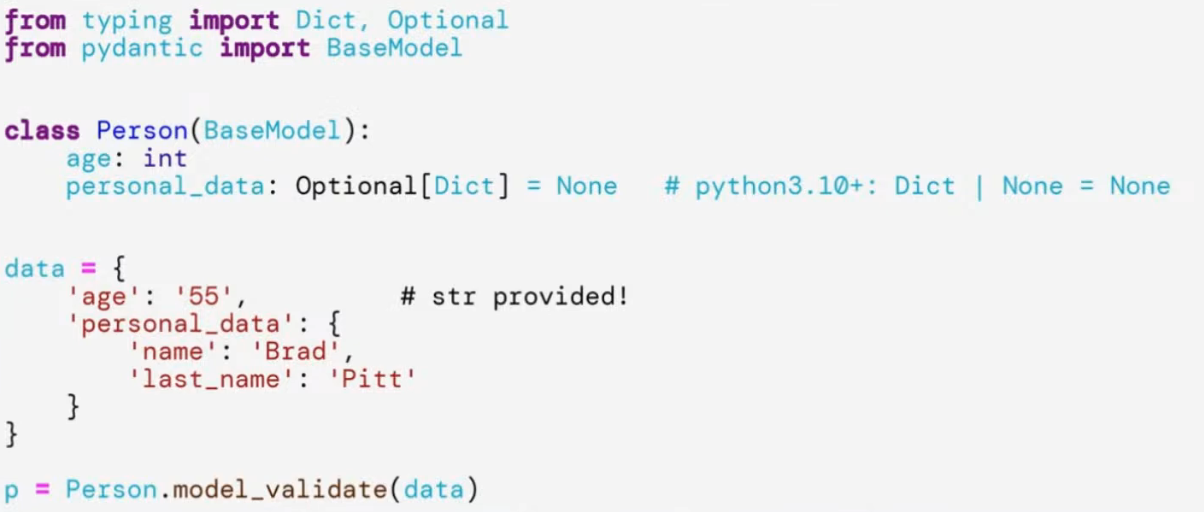 from typing import Dict, Optional
from pydantic import BaseModel
class Person(BaseModel):
    age: int
    personal_data: Optional[Dict] = None   # python3.10+: Dict | None = None
data = {
    'age': '55',          # str provided!
    'personal_data': {
        'name': 'Brad',
        'last_name': 'Pitt'
    }
}
p = Person.model_validate(data)